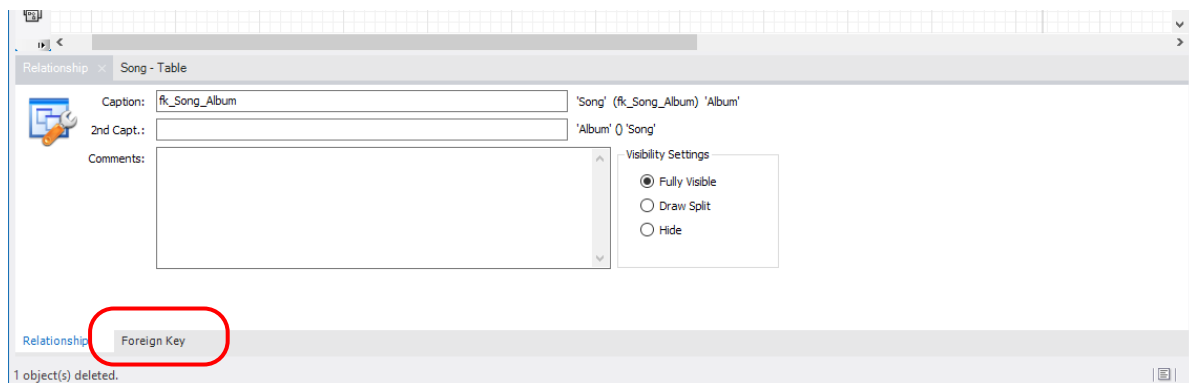 Relationship × Song - Table
Caption: fk_Song_Album 'Song' (fk_Song_Album) 'Album'
2nd Capt.: 'Album' () 'Song'
Comments: Visibility Settings
Fully Visible
Draw Split
Hide
Relationship Foreign Key
1 object(s) deleted.